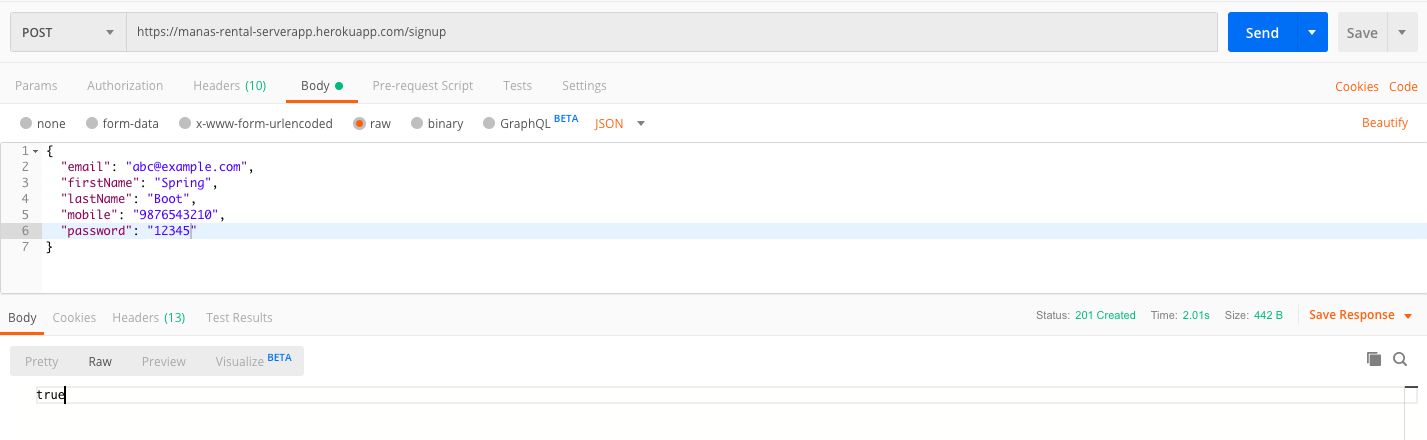 POST https://manas-rental-serverapp.herokuapp.com/signup Send Save
Params Authorization Headers (10) Body Pre-request Script Tests Settings Cookies Code
none form-data x-www-form-urlencoded raw binary GraphQL BETA JSON Beautify
1 {
2 "email": "abc@example.com",
3 "firstName": "Spring",
4 "lastName": "Boot",
5 "mobile": "9876543210",
6 "password": "12345"
7 }
Body Cookies Headers (13) Test Results Status: 201 Created Time: 2.01s Size: 442 B Save Response
Pretty Raw Preview Visualize BETA
true